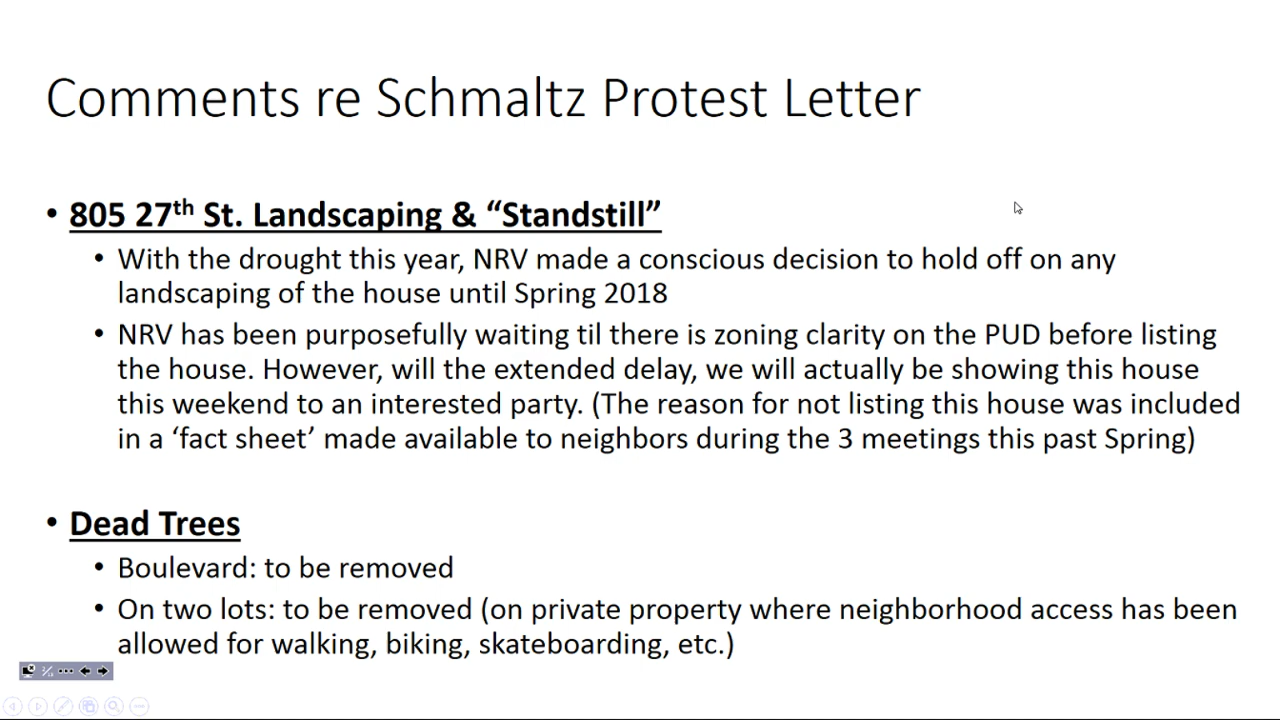 Comments re Schmaltz Protest Letter
• 805 27th St. Landscaping & “Standstill”
• With the drought this year, NRV made a conscious decision to hold off on any
landscaping of the house until Spring 2018
• NRV has been purposefully waiting til there is zoning clarity on the PUD before listing
the house. However, will the extended delay, we will actually be showing this house
this weekend to an interested party. (The reason for not listing this house was included
in a ‘fact sheet’ made available to neighbors during the 3 meetings this past Spring)
• Dead Trees
• Boulevard: to be removed
• On two lots: to be removed (on private property where neighborhood access has been
allowed for walking, biking, skateboarding, etc.)